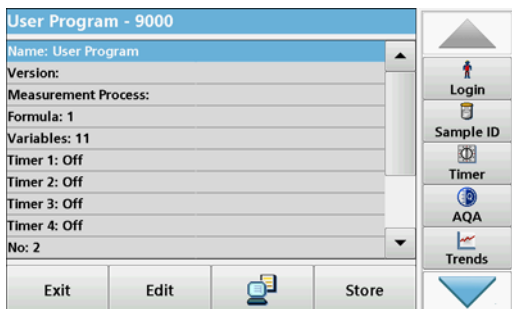 User Program - 9000
Name: User Program
Version:
Measurement Process:
Formula: 1
Variables: 11
Timer 1: Off
Timer 2: Off
Timer 3: Off
Timer 4: Off
No: 2
Exit
Edit
Store
Login
Sample ID
Timer
AQA
Trends